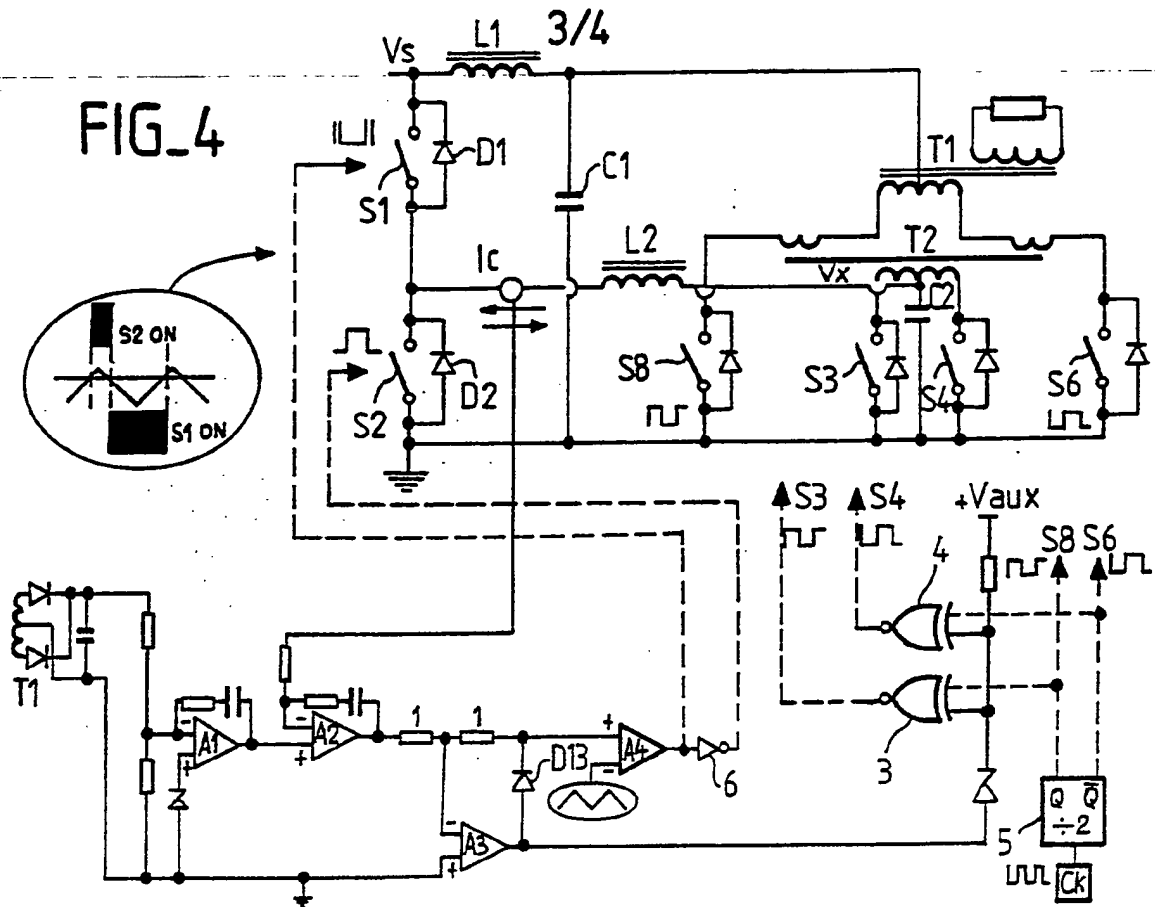 3/4
FIG_4
Vs
L1
D1
S1
C1
T1
T2
Ic
L2
Vx
C2
S2 ON
S1 ON
S2
D2
S8
S3
S4
S6
S3
S4
+Vaux
S8
S6
4
3
T1
A1
A2
1
1
D13
A4
6
A3
Q Q̅
÷2
5
Ck